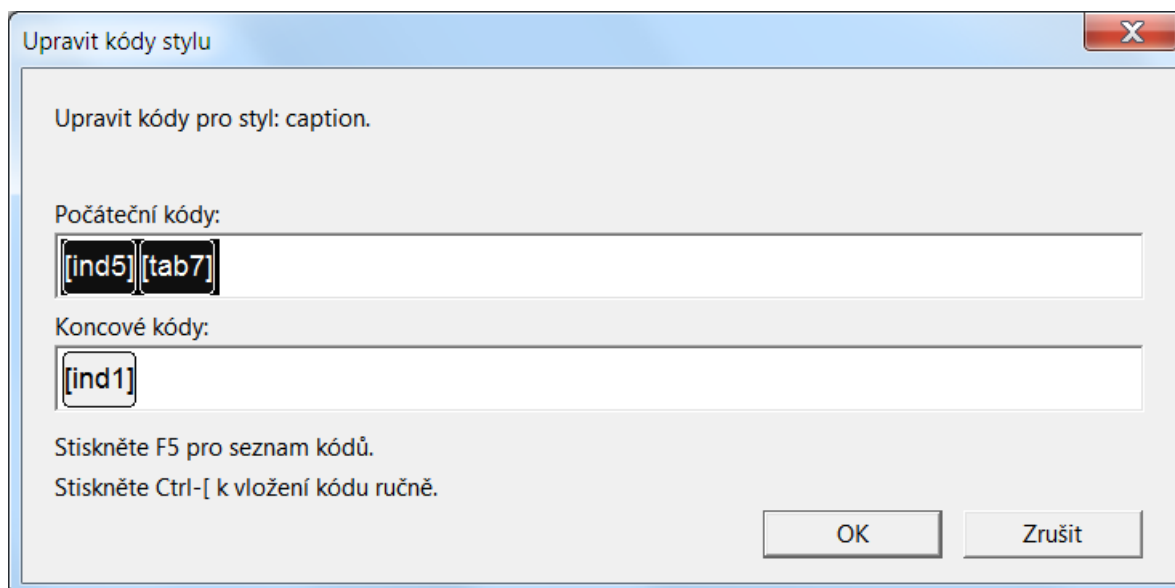 Upravit kódy stylu
X
Upravit kódy pro styl: caption.
Počáteční kódy:
[ind5][tab7]
Koncové kódy:
[ind1]
Stiskněte F5 pro seznam kódů.
Stiskněte Ctrl-[ k vložení kódu ručně.
OK Zrušit